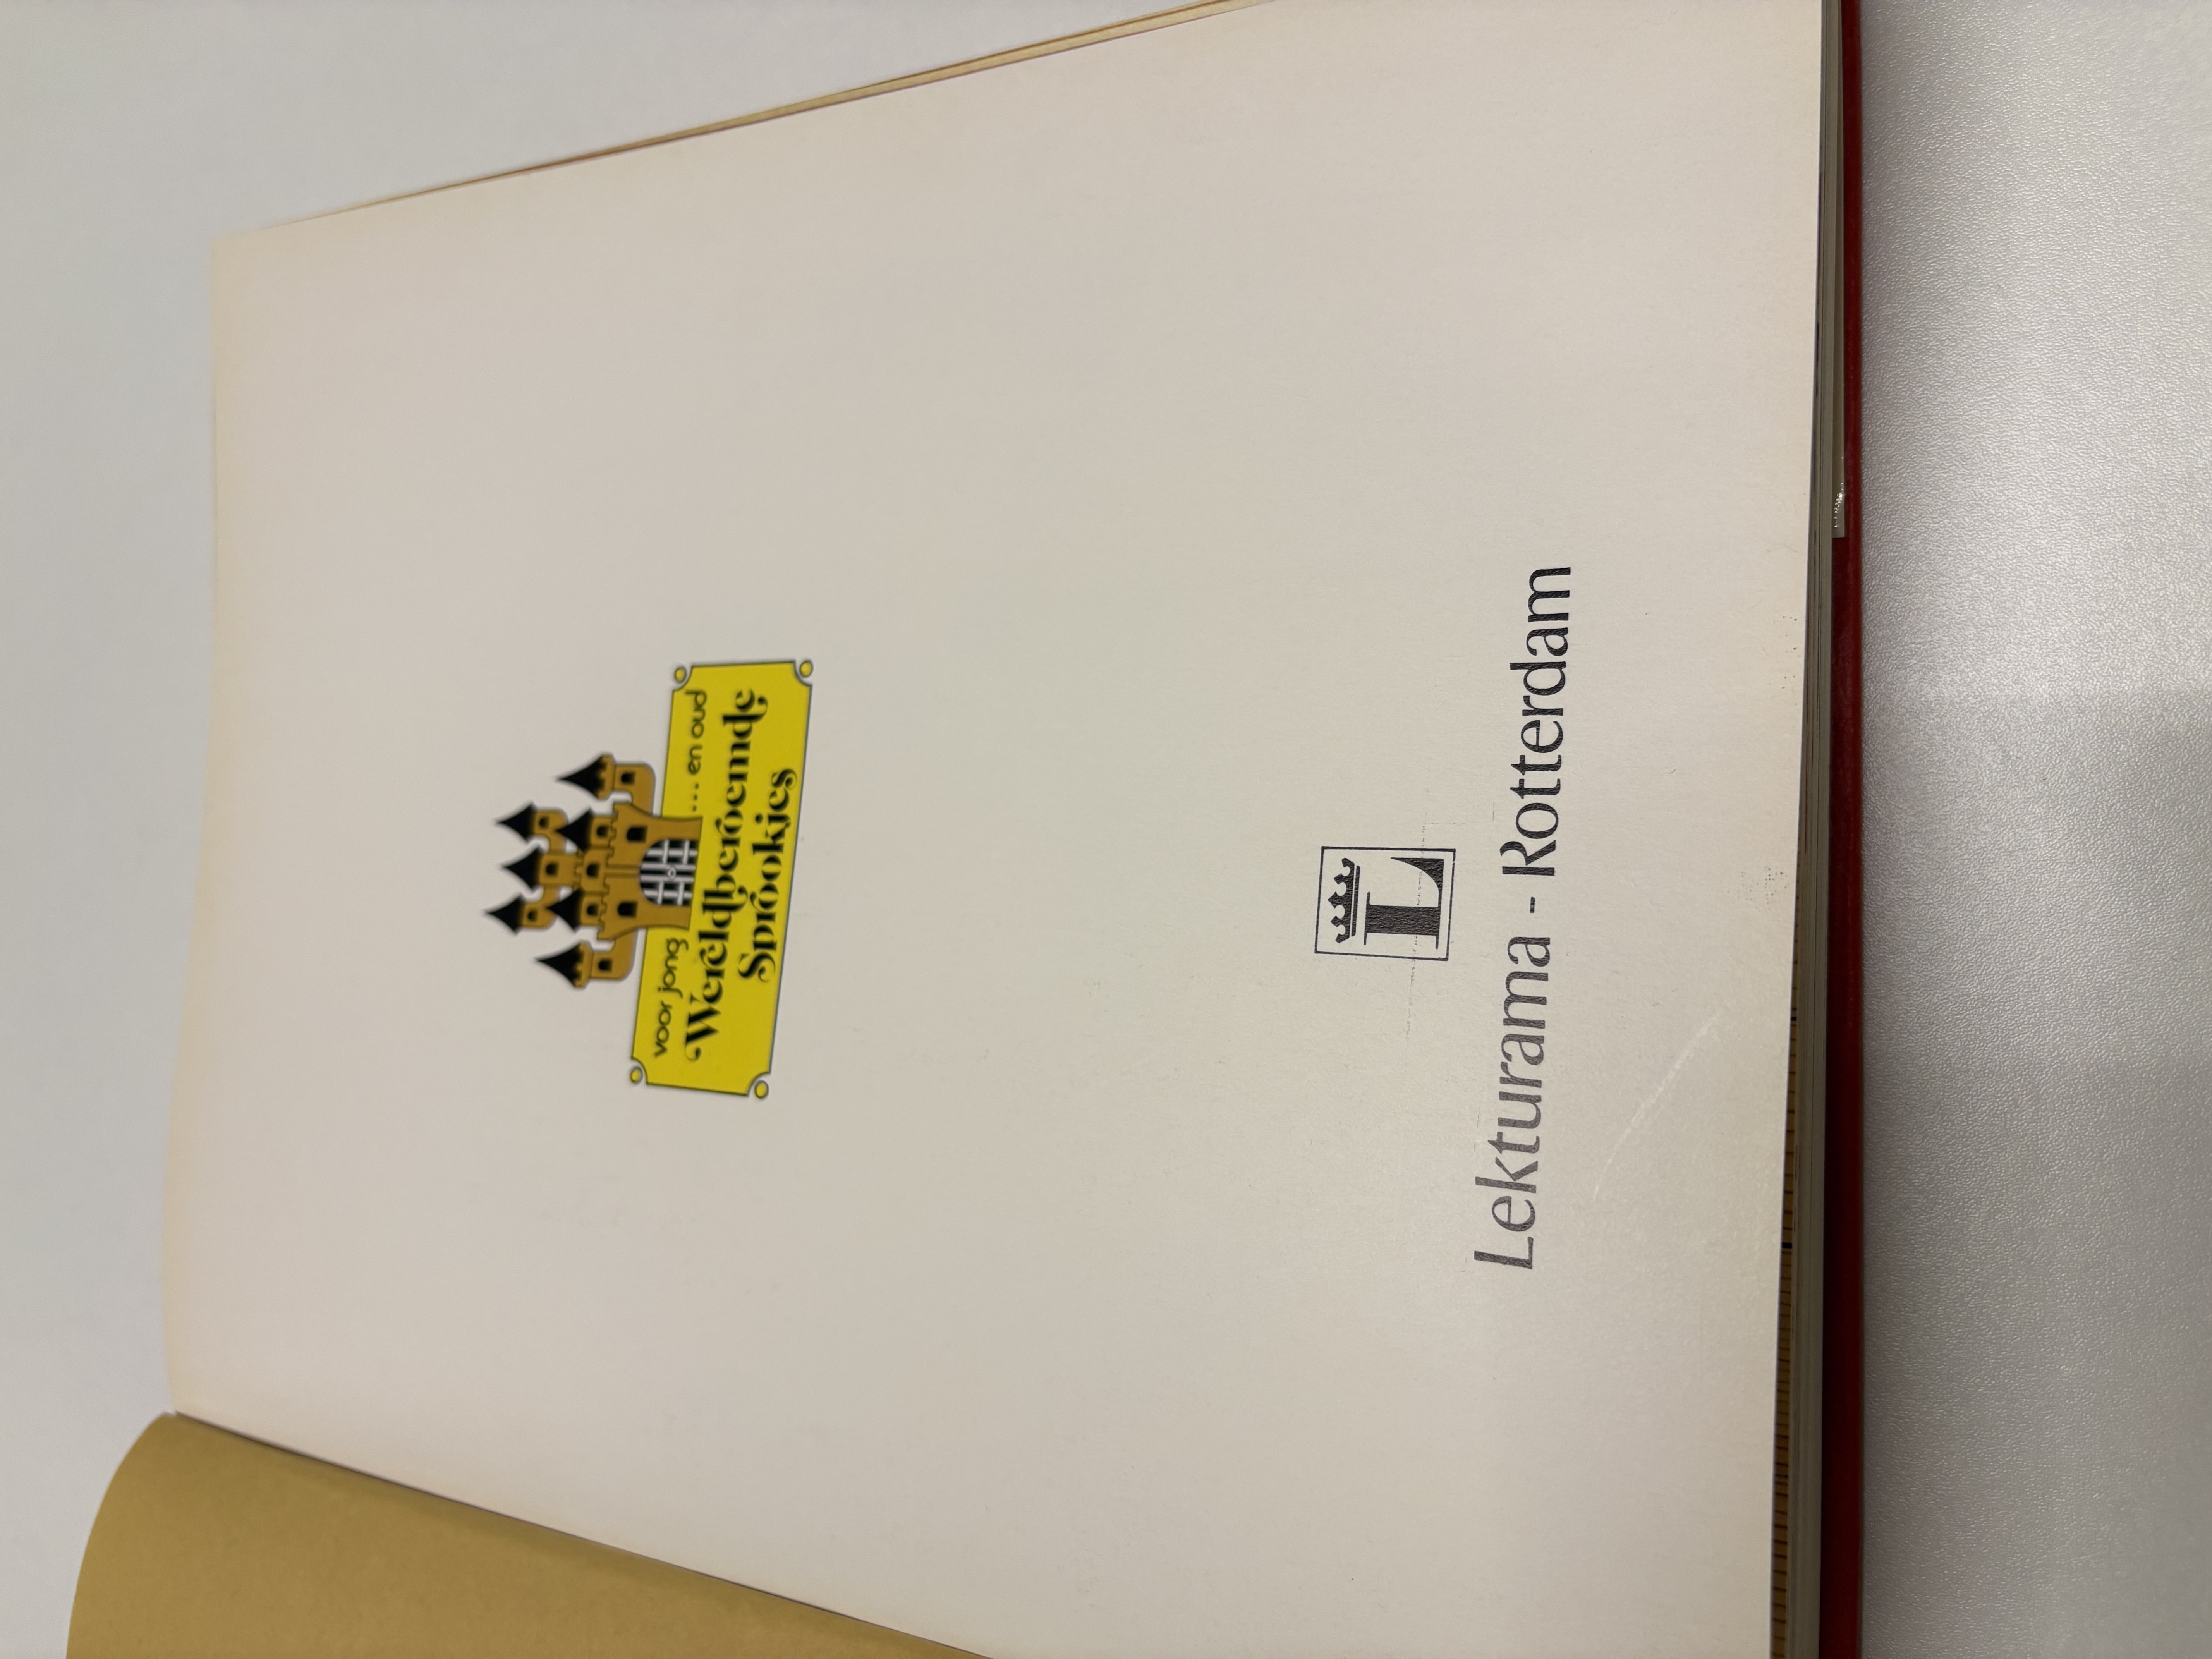 voor jong ... en oud
Wereldberoemde
Sprookjes
L
Lekturama - Rotterdam